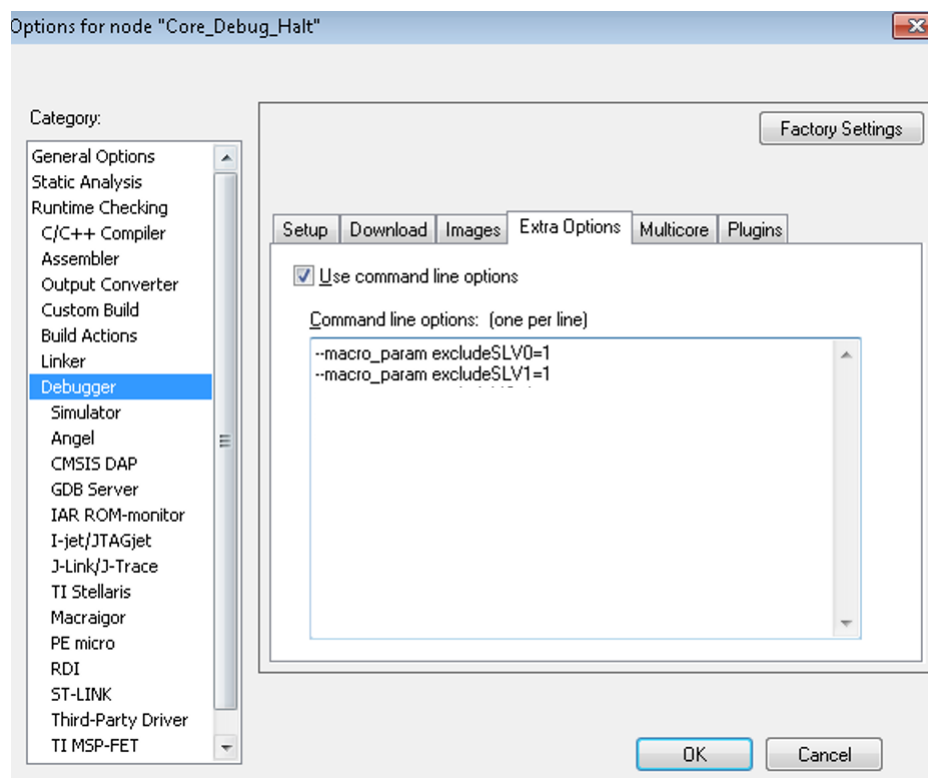 Options for node "Core_Debug_Halt"
Category:
Factory Settings
General Options
Static Analysis
Runtime Checking
C/C++ Compiler
Assembler
Output Converter
Custom Build
Build Actions
Linker
Debugger
Simulator
Angel
CMSIS DAP
GDB Server
IAR ROM-monitor
I-jet/JTAGjet
J-Link/J-Trace
TI Stellaris
Macraigor
PE micro
RDI
ST-LINK
Third-Party Driver
TI MSP-FET
Setup Download Images Extra Options Multicore Plugins
Use command line options
Command line options: (one per line)
--macro_param excludeSLV0=1
--macro_param excludeSLV1=1
OK Cancel